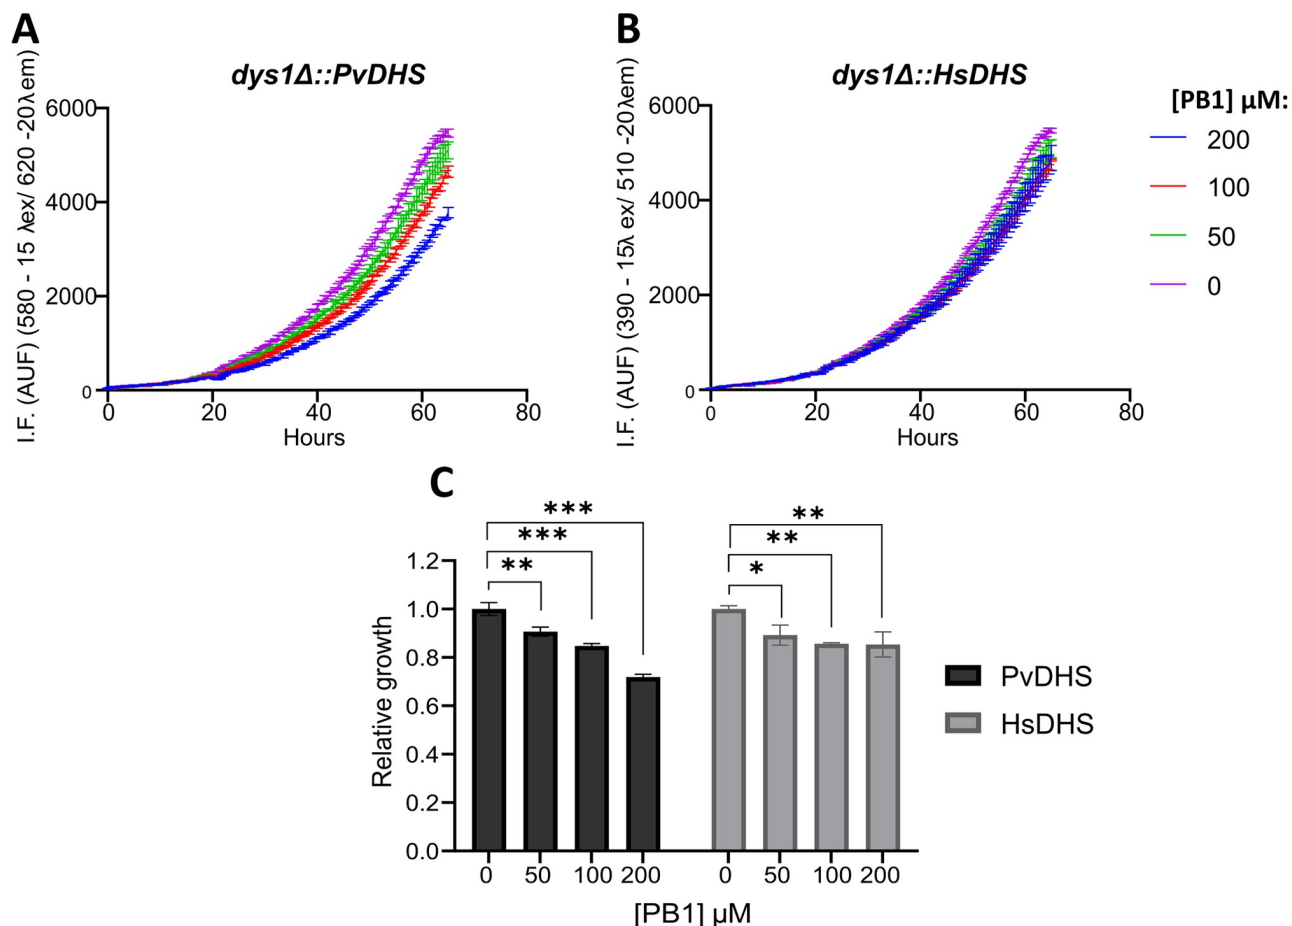 A
dys1Δ::PvDHS
I.F. (AUF) (580 - 15 λex/ 620 -20λem)
6000
4000
2000
0
0 20 40 60 80
Hours
B
dys1Δ::HsDHS
I.F. (AUF) (390 - 15λ ex/ 510 -20λem)
6000
4000
2000
0
0 20 40 60 80
Hours
[PB1] µM:
200
100
50
0
C
Relative growth
1.2
1.0
0.8
0.6
0.4
0.2
0.0
***
***
**
**
**
*
0 50 100 200 0 50 100 200
[PB1] µM
PvDHS
HsDHS